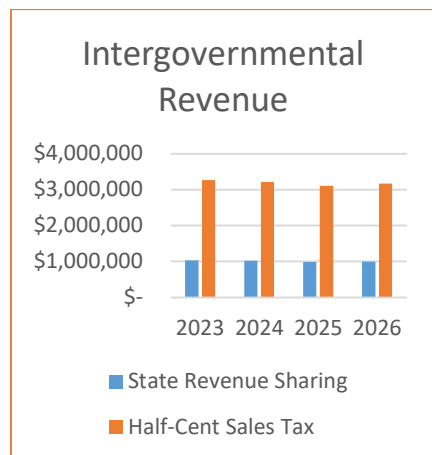 Intergovernmental
Revenue
$4,000,000
$3,000,000
$2,000,000
$1,000,000
$-
2023 2024 2025 2026
State Revenue Sharing
Half-Cent Sales Tax